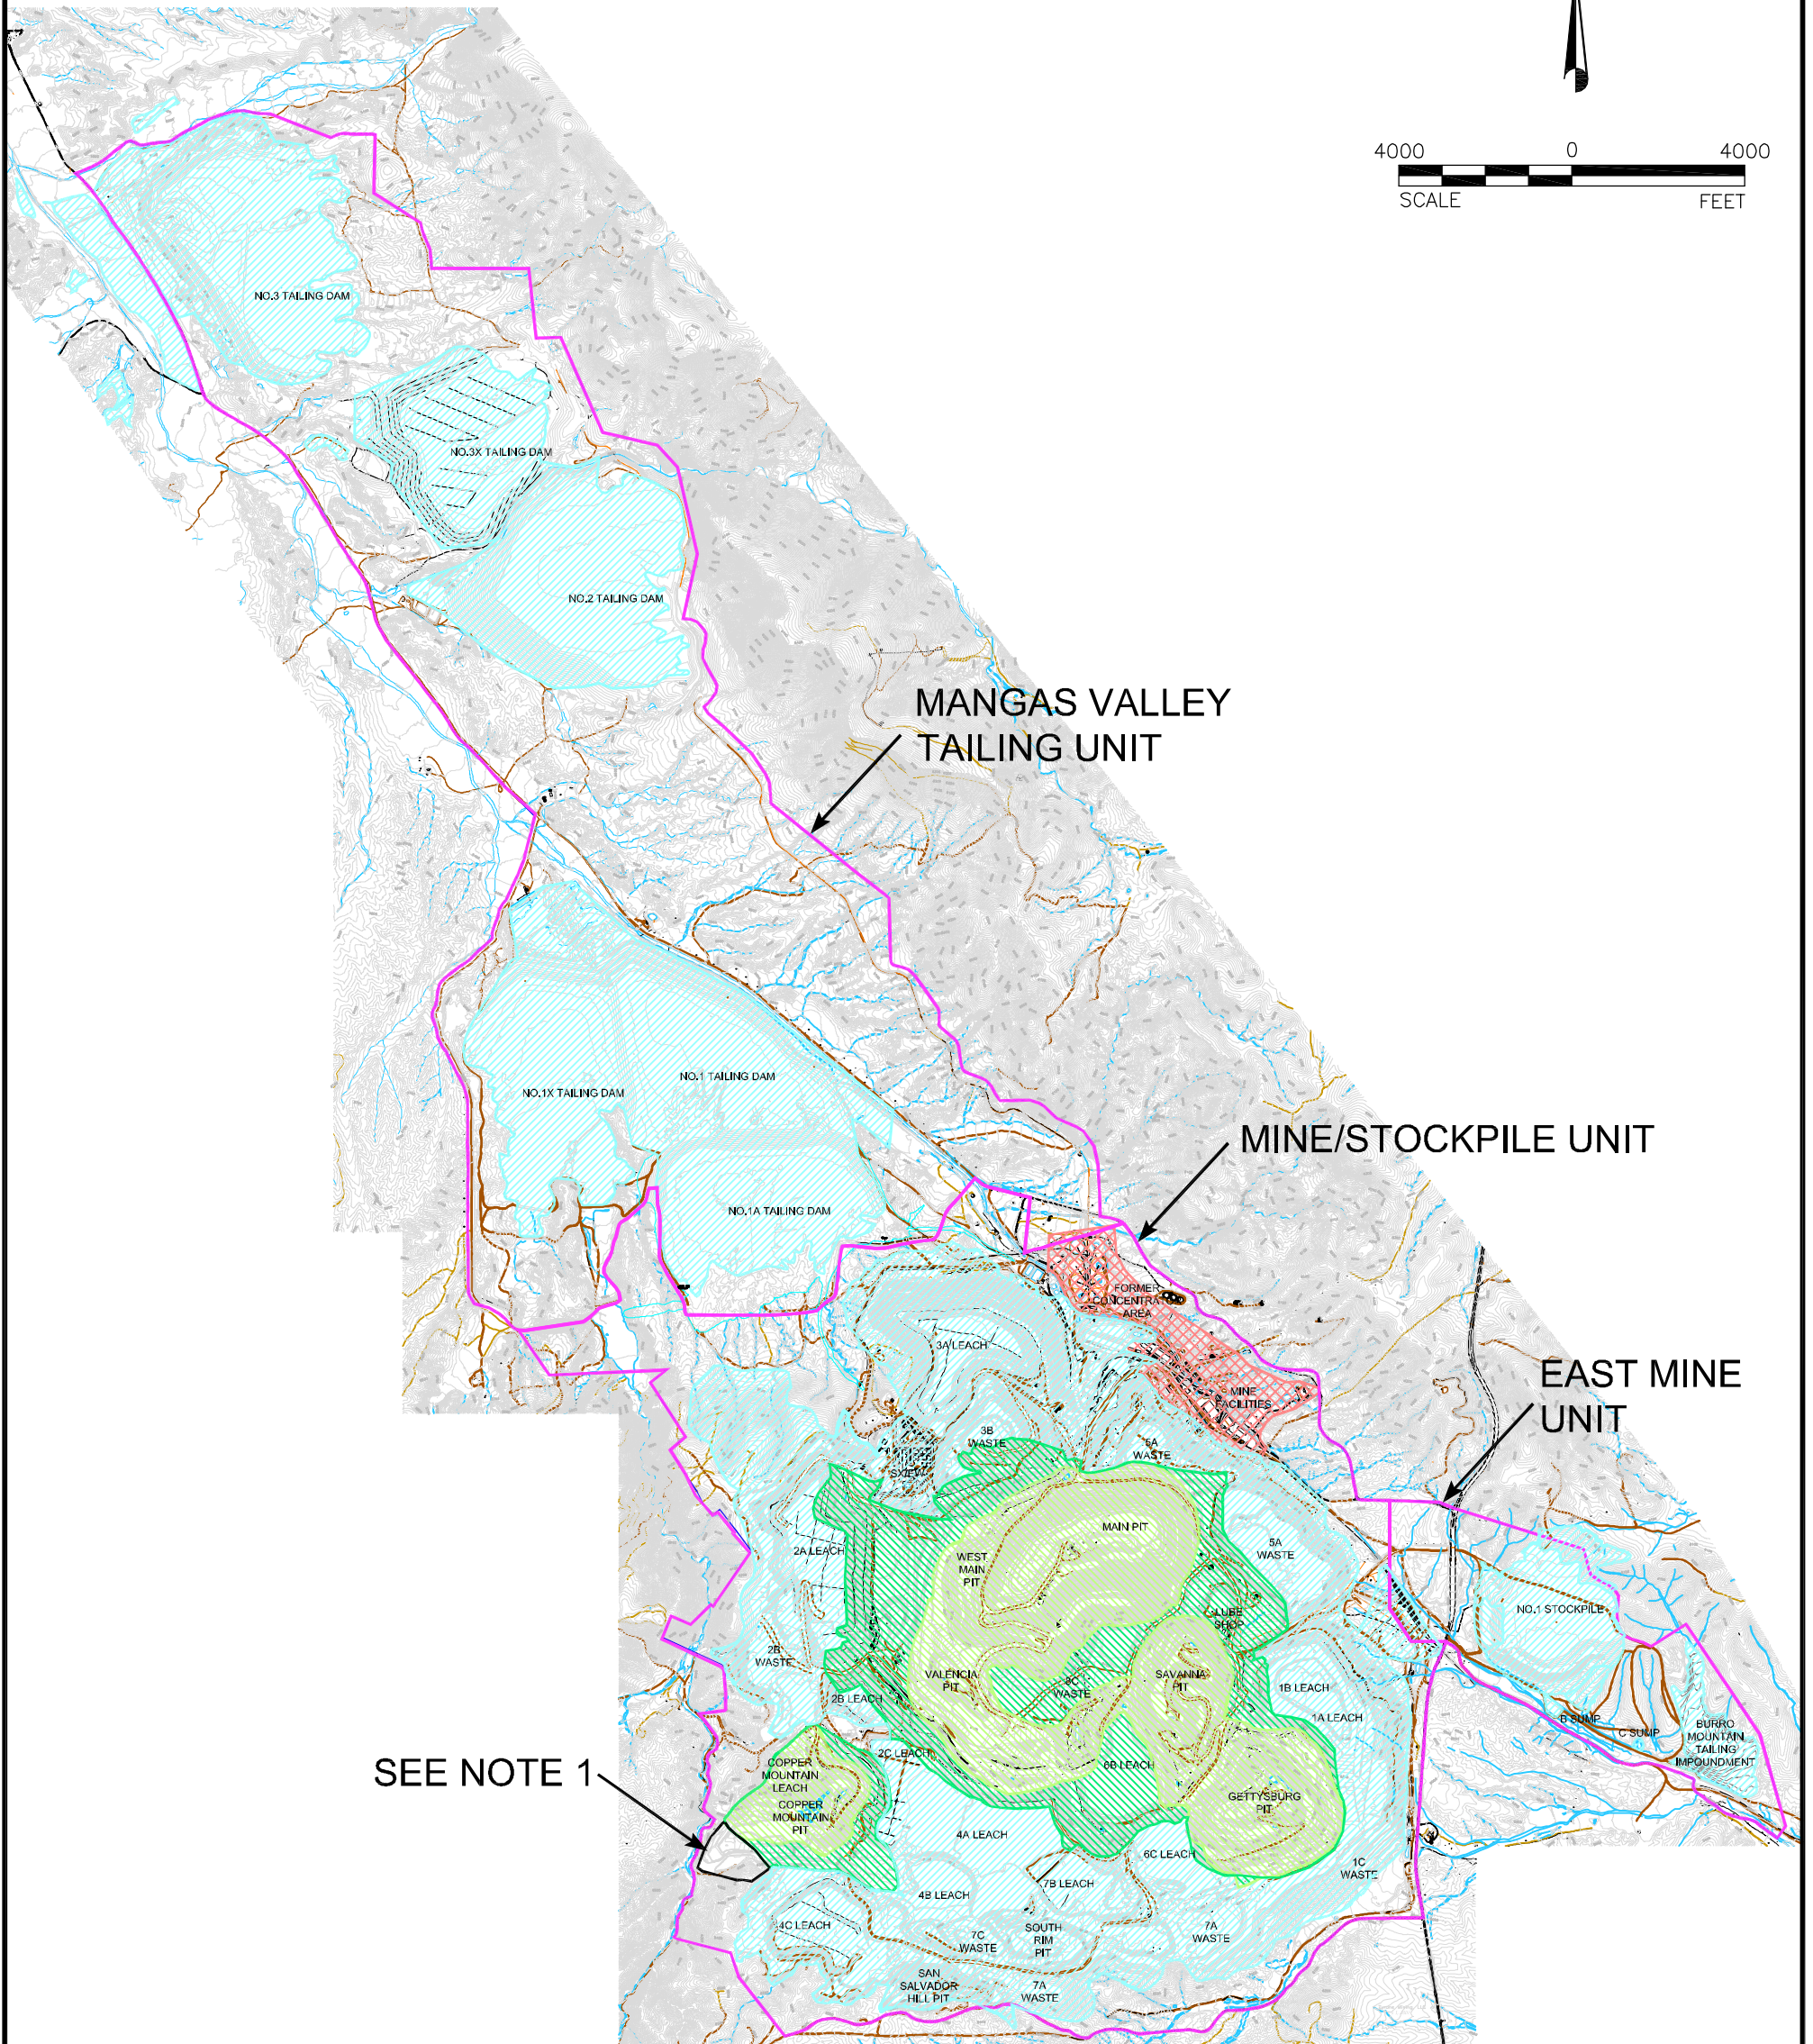 4000 0 4000
SCALE FEET
NO.3 TAILING DAM
NO.3X TAILING DAM
NO.2 TAILING DAM
MANGAS VALLEY
TAILING UNIT
NO.1 TAILING DAM
NO.1X TAILING DAM
NO.1A TAILING DAM
MINE/STOCKPILE UNIT
FORMER
CONCENTRATOR
AREA
3A LEACH
MINE
FACILITIES
EAST MINE
UNIT
3B
WASTE
5A
WASTE
SX/EW
MAIN PIT
2A LEACH
WEST
MAIN
PIT
5A
WASTE
LUBE
SHOP
NO.1 STOCKPILE
2B
WASTE
VALENCIA
PIT
8C
WASTE
SAVANNA
PIT
1B LEACH
2B LEACH
1A LEACH
B SUMP
C SUMP
BURRO
MOUNTAIN
TAILING
IMPOUNDMENT
SEE NOTE 1
COPPER
MOUNTAIN
LEACH
2C LEACH
6B LEACH
COPPER
MOUNTAIN
PIT
GETTYSBURG
PIT
4A LEACH
6C LEACH
1C
WASTE
7B LEACH
4B LEACH
4C LEACH
7C
WASTE
SOUTH
RIM
PIT
7A
WASTE
SAN
SALVADOR
HILL PIT
7A
WASTE